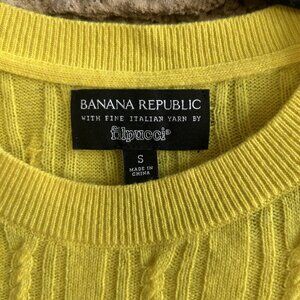 BANANA REPUBLIC
WITH FINE ITALIAN YARN BY
filpucci®
S
MADE IN
CHINA